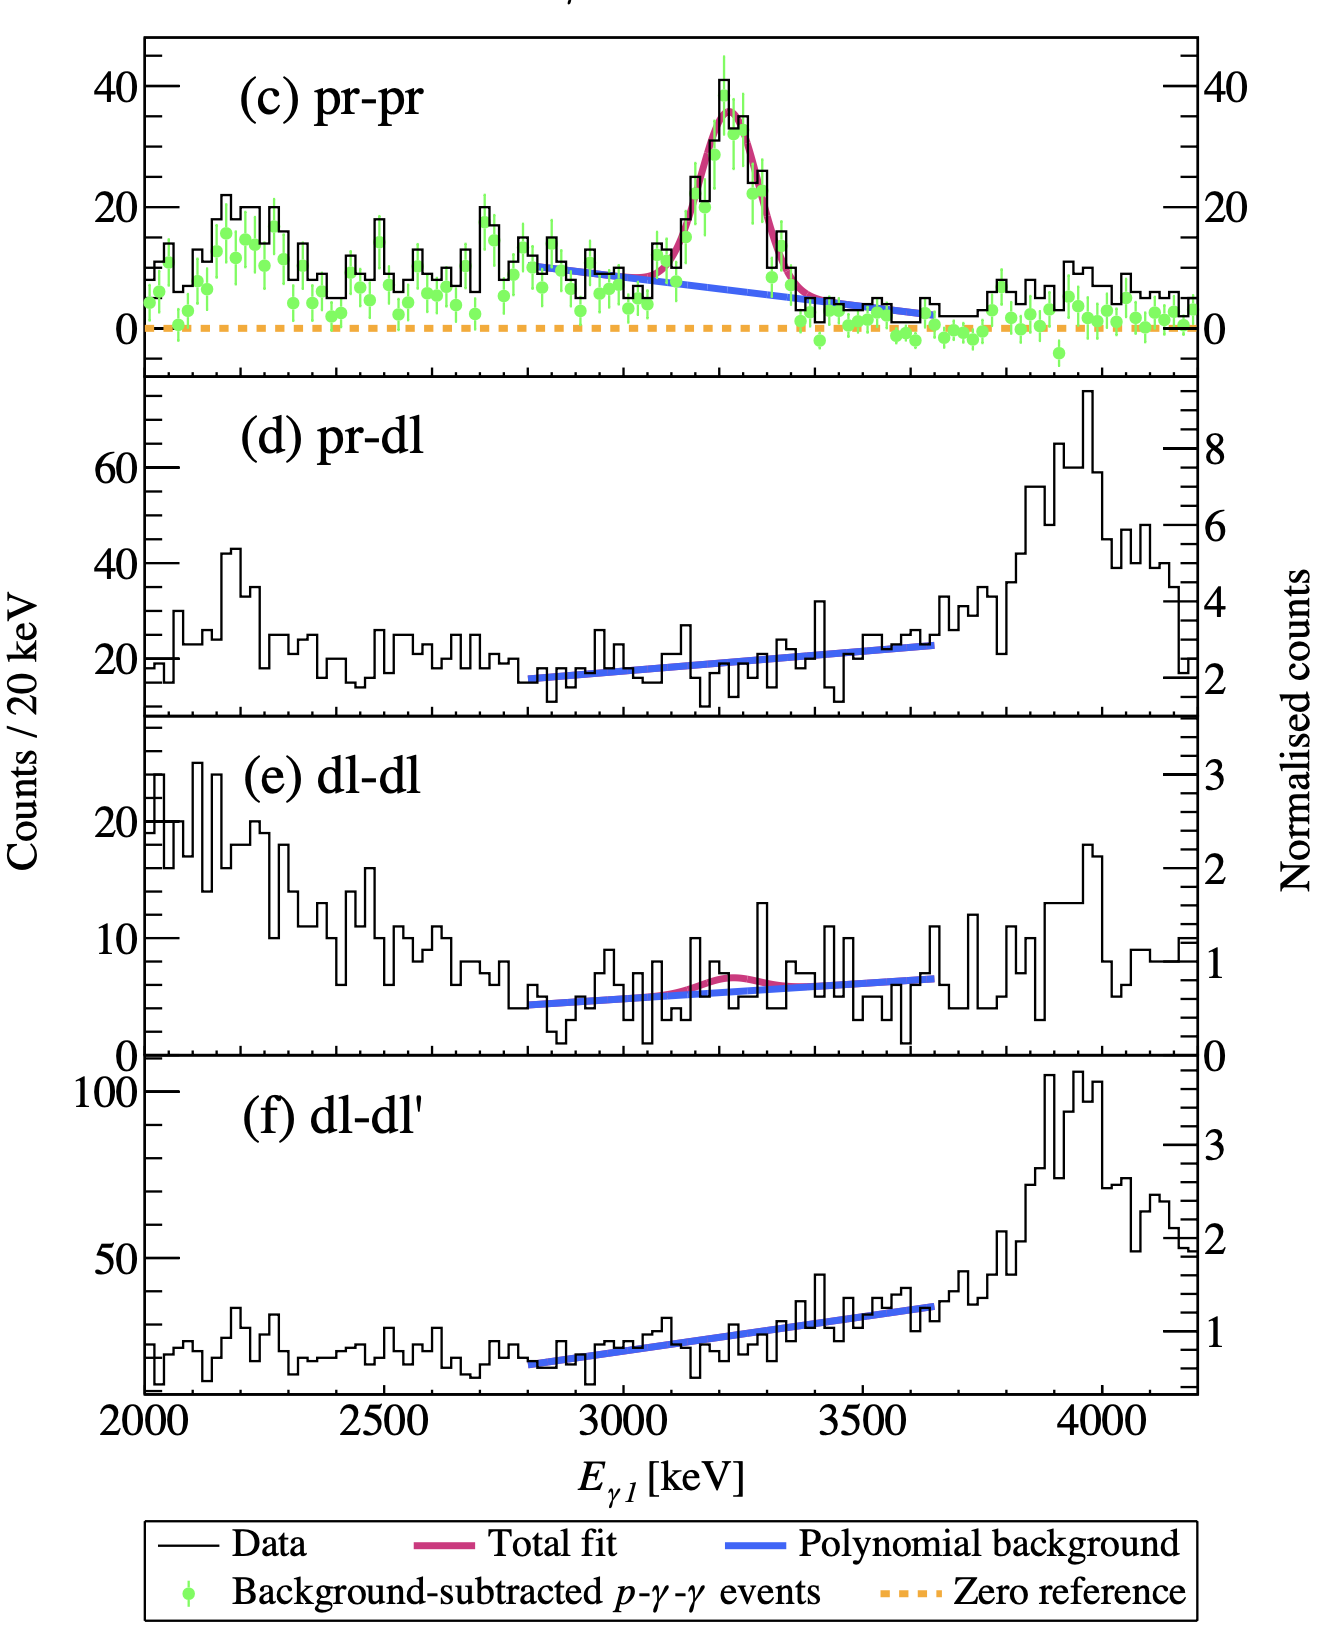 (c) pr-pr
40
20
0
40
20
0
(d) pr-dl
60
40
20
8
6
4
2
(e) dl-dl
20
10
0
3
2
1
0
(f) dl-dl'
100
50
3
2
1
2000 2500 3000 3500 4000
Counts / 20 keV
Normalised counts
Eγ1 [keV]
Data Total fit Polynomial background
Background-subtracted p-γ-γ events Zero reference